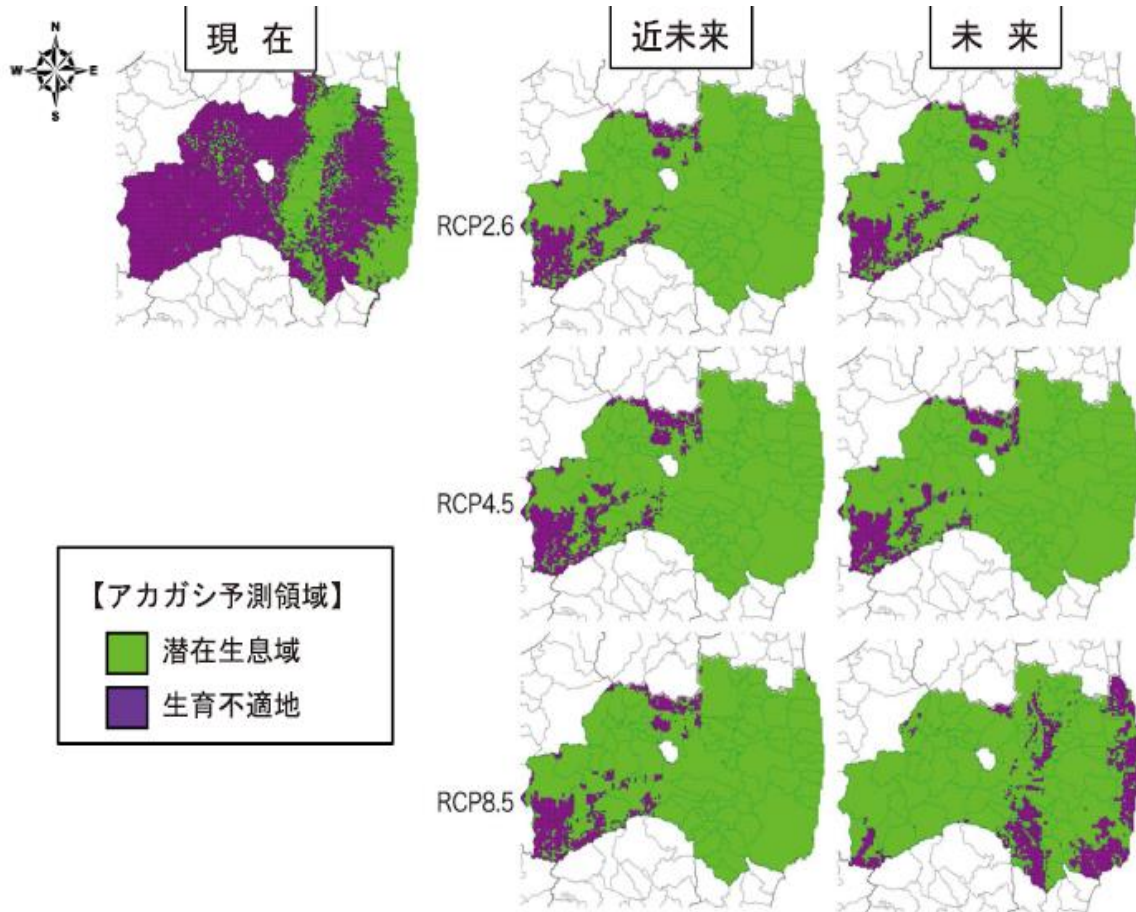 現 在
近未来
未 来
N
W
E
S
RCP2.6
RCP4.5
【アカガシ予測領域】
潜在生息域
生育不適地
RCP8.5